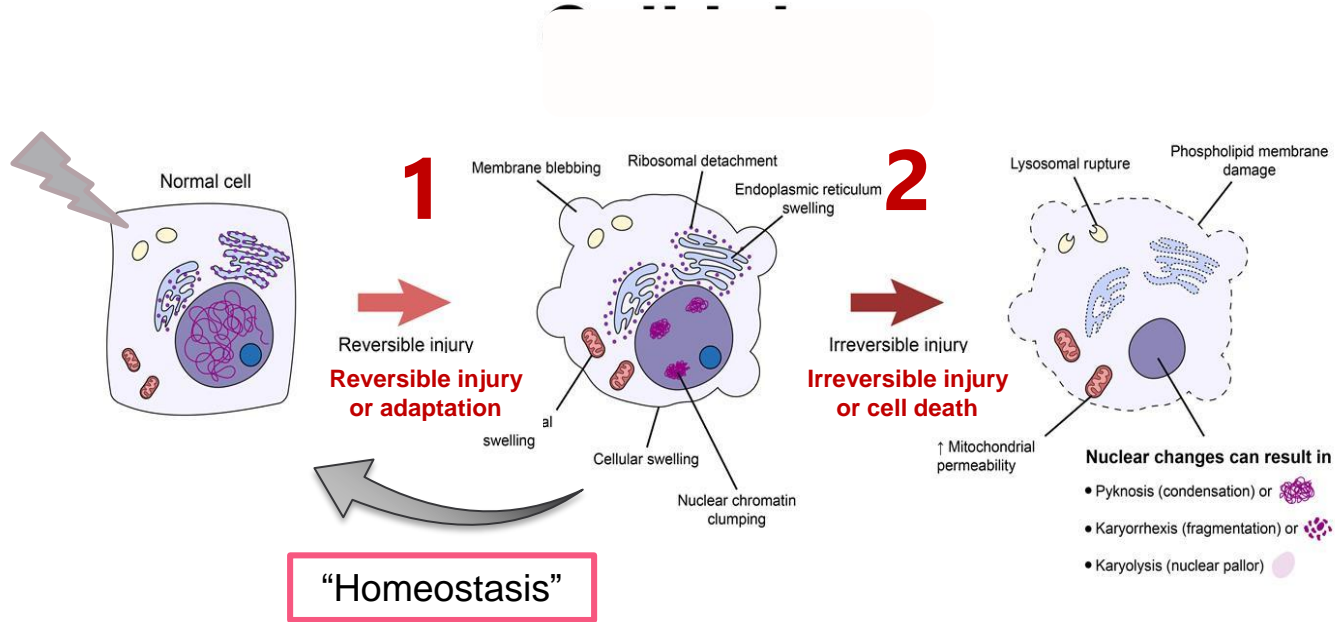 Normal cell
1
Reversible injury
Reversible injury
or adaptation
Membrane blebbing
Ribosomal detachment
Endoplasmic reticulum
swelling
al
swelling
Cellular swelling
Nuclear chromatin
clumping
2
Irreversible injury
Irreversible injury
or cell death
Lysosomal rupture
Phospholipid membrane
damage
↑ Mitochondrial
permeability
Nuclear changes can result in
• Pyknosis (condensation) or
• Karyorrhexis (fragmentation) or
• Karyolysis (nuclear pallor)
“Homeostasis”